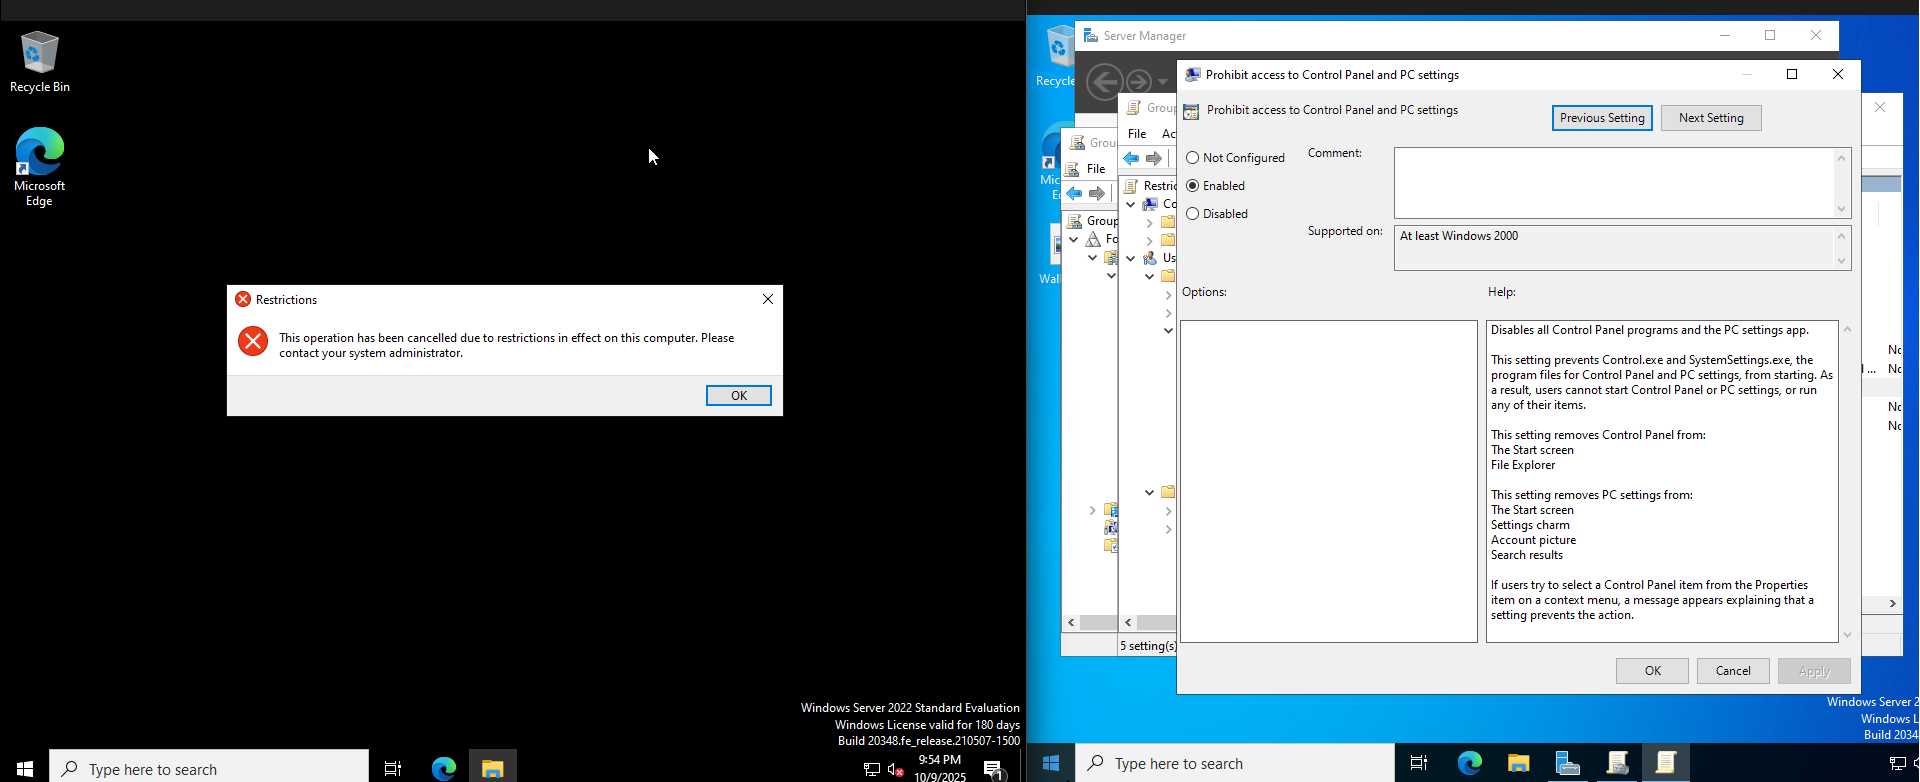 Recycle Bin
Microsoft
Edge
Restrictions
This operation has been cancelled due to restrictions in effect on this computer. Please
contact your system administrator.
OK
Windows Server 2022 Standard Evaluation
Windows License valid for 180 days
Build 20348.fe_release.210507-1500
Type here to search
9:54 PM
10/9/2025
1
Recycle
Mic
E
Wall
Server Manager
Group
File
Group
File
Ac
Group
Fo
Restric
Co
Us
5 setting(s)
Prohibit access to Control Panel and PC settings
Prohibit access to Control Panel and PC settings
Previous Setting
Next Setting
Not Configured
Enabled
Disabled
Comment:
Supported on:
At least Windows 2000
Options:
Help:
Disables all Control Panel programs and the PC settings app.
This setting prevents Control.exe and SystemSettings.exe, the
program files for Control Panel and PC settings, from starting. As
a result, users cannot start Control Panel or PC settings, or run
any of their items.
This setting removes Control Panel from:
The Start screen
File Explorer
This setting removes PC settings from:
The Start screen
Settings charm
Account picture
Search results
If users try to select a Control Panel item from the Properties
item on a context menu, a message appears explaining that a
setting prevents the action.
OK
Cancel
Apply
No
... No
No
No
Windows Server 2
Windows L
Build 2034
Type here to search